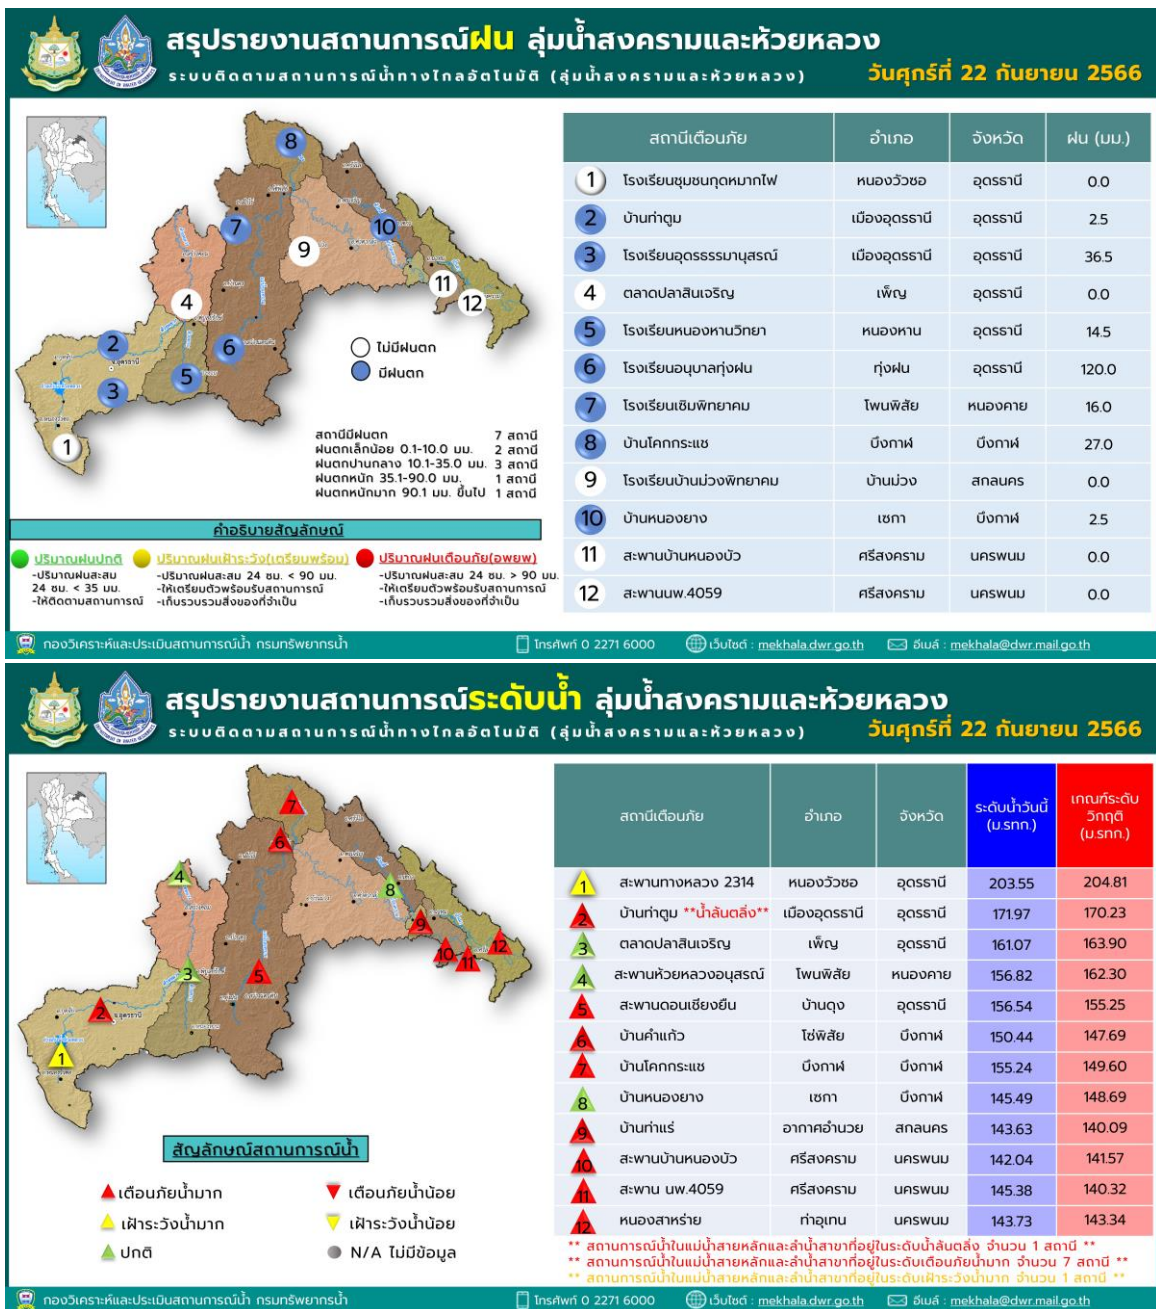 สรุปรายงานสถานการณ์ฝน ลุ่มน้ำสงครามและห้วยหลวง
ระบบติดตามสถานการณ์น้ำทางไกลอัตโนมัติ (ลุ่มน้ำสงครามและห้วยหลวง)
วันศุกร์ที่ 22 กันยายน 2566
8
7
10
9
11
12
4
2
6
5
3
1
ไม่มีฝนตก
มีฝนตก
สถานีมีฝนตก 7 สถานี
ฝนตกเล็กน้อย 0.1-10.0 มม. 2 สถานี
ฝนตกปานกลาง 10.1-35.0 มม. 3 สถานี
ฝนตกหนัก 35.1-90.0 มม. 1 สถานี
ฝนตกหนักมาก 90.1 มม. ขึ้นไป 1 สถานี
คำอธิบายสัญลักษณ์
ปริมาณฝนปกติ
-ปริมาณฝนสะสม
24 ชม. < 35 มม.
-ให้ติดตามสถานการณ์
ปริมาณฝนเฝ้าระวัง(เตรียมพร้อม)
-ปริมาณฝนสะสม 24 ชม. < 90 มม.
-ให้เตรียมตัวพร้อมรับสถานการณ์
-เก็บรวบรวมสิ่งของที่จำเป็น
ปริมาณฝนเตือนภัย(อพยพ)
-ปริมาณฝนสะสม 24 ชม. > 90 มม.
-ให้เตรียมตัวพร้อมรับสถานการณ์
-เก็บรวบรวมสิ่งของที่จำเป็น
สถานีเตือนภัย อำเภอ จังหวัด ฝน (มม.)
1 โรงเรียนชุมชนกุดหมากไฟ หนองวัวซอ อุดรธานี 0.0
2 บ้านท่าตูม เมืองอุดรธานี อุดรธานี 2.5
3 โรงเรียนอุดรธรรมานุสรณ์ เมืองอุดรธานี อุดรธานี 36.5
4 ตลาดปลาสินเจริญ เพ็ญ อุดรธานี 0.0
5 โรงเรียนหนองหานวิทยา หนองหาน อุดรธานี 14.5
6 โรงเรียนอนุบาลทุ่งฝน ทุ่งฝน อุดรธานี 120.0
7 โรงเรียนเซิมพิทยาคม โพนพิสัย หนองคาย 16.0
8 บ้านโคกกระแซ บึงกาฬ บึงกาฬ 27.0
9 โรงเรียนบ้านม่วงพิทยาคม บ้านม่วง สกลนคร 0.0
10 บ้านหนองยาง เซกา บึงกาฬ 2.5
11 สะพานบ้านหนองบัว ศรีสงคราม นครพนม 0.0
12 สะพานนพ.4059 ศรีสงคราม นครพนม 0.0
กองวิเคราะห์และประเมินสถานการณ์น้ำ กรมทรัพยากรน้ำ โทรศัพท์ 0 2271 6000 เว็บไซต์ : mekhala.dwr.go.th อีเมล์ : mekhala@dwr.mail.go.th
สรุปรายงานสถานการณ์ระดับน้ำ ลุ่มน้ำสงครามและห้วยหลวง
ระบบติดตามสถานการณ์น้ำทางไกลอัตโนมัติ (ลุ่มน้ำสงครามและห้วยหลวง)
วันศุกร์ที่ 22 กันยายน 2566
7
6
4
8
9
12
10
11
3
5
2
1
สัญลักษณ์สถานการณ์น้ำ
เตือนภัยน้ำมาก เตือนภัยน้ำน้อย
เฝ้าระวังน้ำมาก เฝ้าระวังน้ำน้อย
ปกติ N/A ไม่มีข้อมูล
สถานีเตือนภัย อำเภอ จังหวัด ระดับน้ำวันนี้ (ม.รทก.) เกณฑ์ระดับวิกฤติ (ม.รทก.)
1 สะพานทางหลวง 2314 หนองวัวซอ อุดรธานี 203.55 204.81
2 บ้านท่าตูม **น้ำล้นตลิ่ง** เมืองอุดรธานี อุดรธานี 171.97 170.23
3 ตลาดปลาสินเจริญ เพ็ญ อุดรธานี 161.07 163.90
4 สะพานห้วยหลวงอนุสรณ์ โพนพิสัย หนองคาย 156.82 162.30
5 สะพานดอนเชียงยืน บ้านดุง อุดรธานี 156.54 155.25
6 บ้านคำแก้ว โซ่พิสัย บึงกาฬ 150.44 147.69
7 บ้านโคกกระแซ บึงกาฬ บึงกาฬ 155.24 149.60
8 บ้านหนองยาง เซกา บึงกาฬ 145.49 148.69
9 บ้านท่าแร่ อากาศอำนวย สกลนคร 143.63 140.09
10 สะพานบ้านหนองบัว ศรีสงคราม นครพนม 142.04 141.57
11 สะพาน นพ.4059 ศรีสงคราม นครพนม 145.38 140.32
12 หนองสาหร่าย ท่าอุเทน นครพนม 143.73 143.34
** สถานการณ์น้ำในแม่น้ำสายหลักและลำน้ำสาขาที่อยู่ในระดับน้ำล้นตลิ่ง จำนวน 1 สถานี **
** สถานการณ์น้ำในแม่น้ำสายหลักและลำน้ำสาขาที่อยู่ในระดับเตือนภัยน้ำมาก จำนวน 7 สถานี **
** สถานการณ์น้ำในแม่น้ำสายหลักและลำน้ำสาขาที่อยู่ในระดับเฝ้าระวังน้ำมาก จำนวน 1 สถานี **
กองวิเคราะห์และประเมินสถานการณ์น้ำ กรมทรัพยากรน้ำ โทรศัพท์ 0 2271 6000 เว็บไซต์ : mekhala.dwr.go.th อีเมล์ : mekhala@dwr.mail.go.th